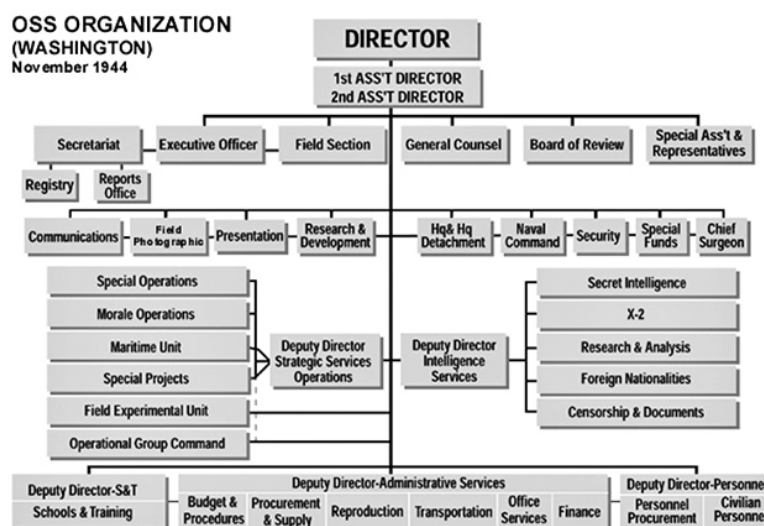 OSS ORGANIZATION
(WASHINGTON)
November 1944
DIRECTOR
1st ASS'T DIRECTOR
2nd ASS'T DIRECTOR
Secretariat
Executive Officer
Field Section
General Counsel
Board of Review
Special Ass't &
Representatives
Registry
Reports
Office
Communications
Field
Photographic
Presentation
Research &
Development
Hq& Hq
Detachment
Naval
Command
Security
Special
Funds
Chief
Surgeon
Special Operations
Morale Operations
Maritime Unit
Special Projects
Field Experimental Unit
Operational Group Command
Deputy Director
Strategic Services
Operations
Deputy Director
Intelligence
Services
Secret Intelligence
X-2
Research & Analysis
Foreign Nationalities
Censorship & Documents
Deputy Director-S&T
Schools & Training
Deputy Director-Administrative Services
Budget &
Procedures
Procurement
& Supply
Reproduction
Transportation
Office
Services
Finance
Deputy Director-Personne
Personnel
Procurement
Civilian
Personne